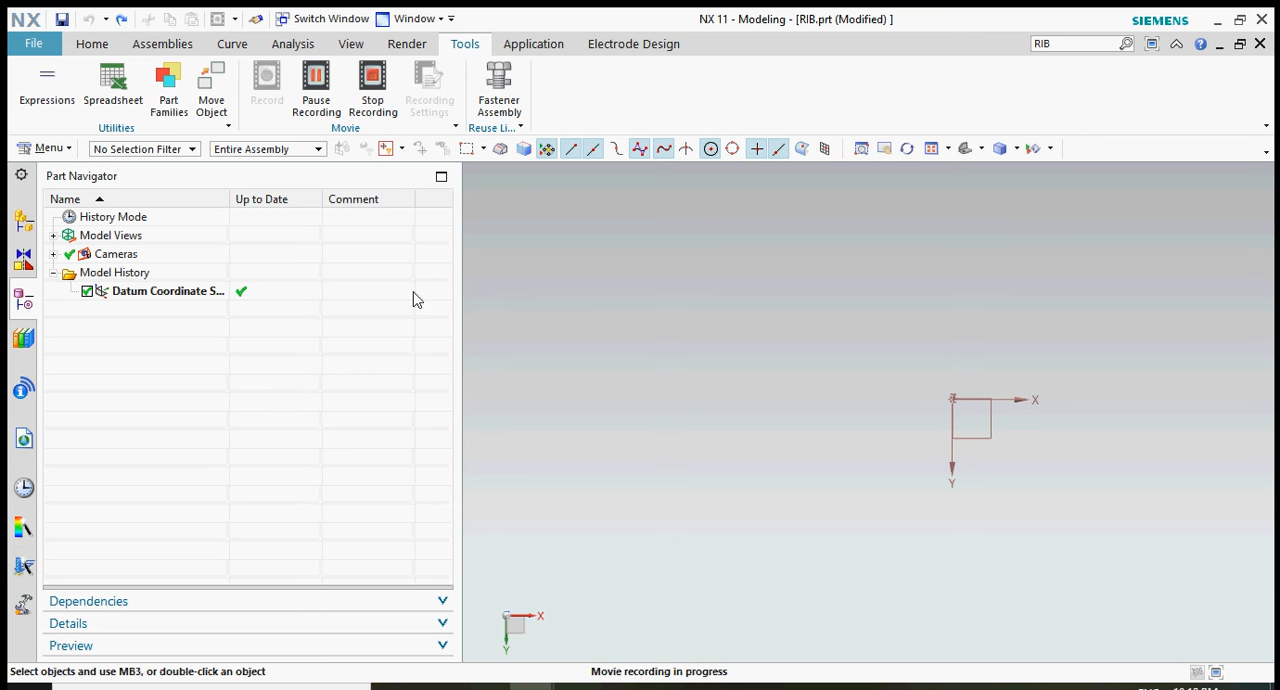 NX Switch Window Window NX 11 - Modeling - [RIB.prt (Modified) ] SIEMENS
File Home Assemblies Curve Analysis View Render Tools Application Electrode Design RIB
Expressions Spreadsheet Part Families Move Object Record Pause Recording Stop Recording Recording Settings Fastener Assembly
Utilities Movie Reuse Li...
Menu No Selection Filter Entire Assembly
Part Navigator
Name Up to Date Comment
History Mode
Model Views
Cameras
Model History
Datum Coordinate S...
X
Y
Z
Dependencies
Details
Preview
X
Y
Select objects and use MB3, or double-click an object Movie recording in progress